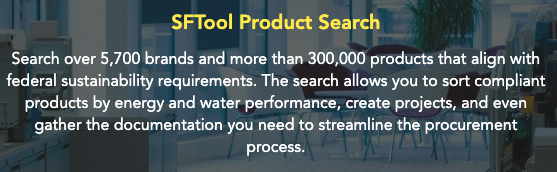 SFTool Product Search
Search over 5,700 brands and more than 300,000 products that align with
federal sustainability requirements. The search allows you to sort compliant
products by energy and water performance, create projects, and even
gather the documentation you need to streamline the procurement
process.